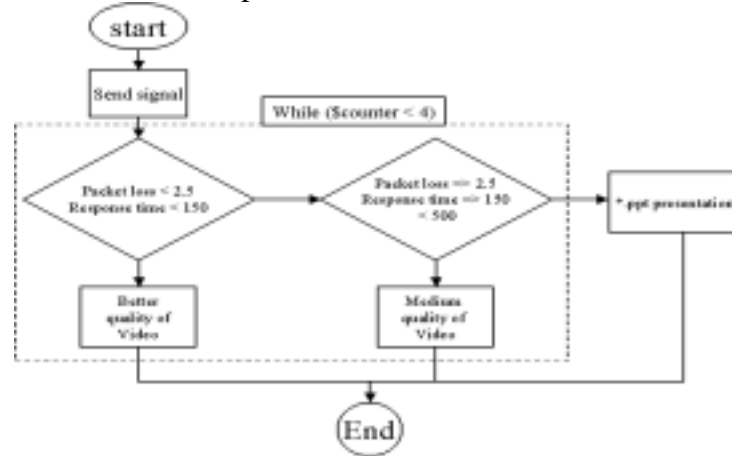 start
Send signal
While ($counter < 4)
Packet loss < 2.5
Response time < 150
Packet loss => 2.5
Response time => 150
< 500
*.ppt presentation
Better
quality of
Video
Medium
quality of
Video
End